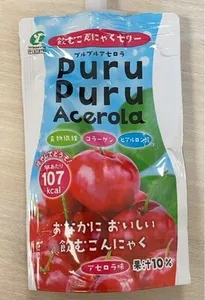 飲むこんにゃくゼリー
プルプルアセロラ
Puru
Puru
Acerola
食物繊維 コラーゲン ヒアルロン酸
107
kcal
おなかに おいしい
飲むこんにゃく
アセロラ味
果汁10%